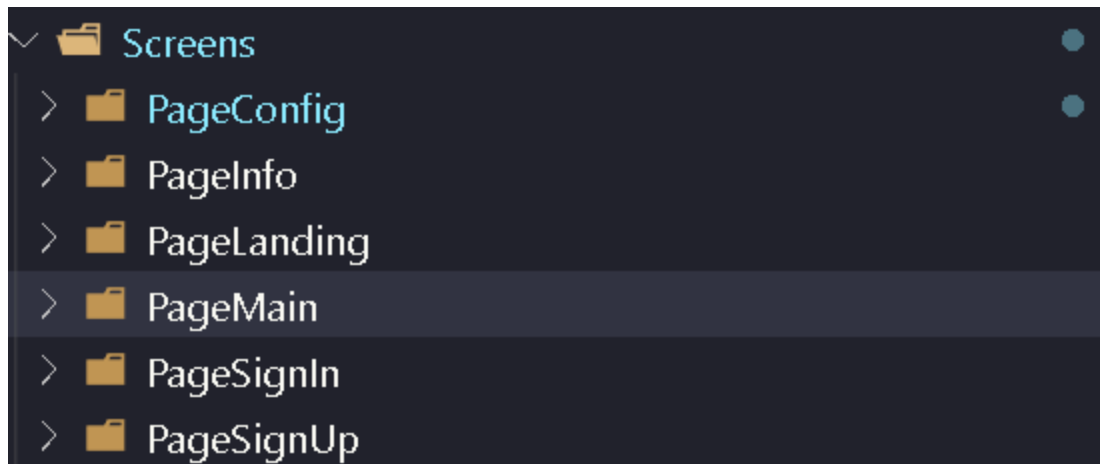 Screens
PageConfig
PageInfo
PageLanding
PageMain
PageSignIn
PageSignUp